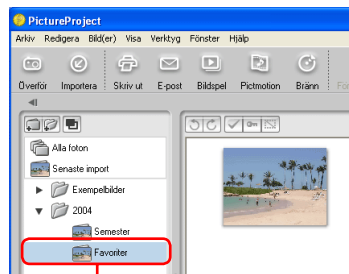 PictureProject
Arkiv Redigera Bild(er) Visa Verktyg Fönster Hjälp
Överför Importera Skriv ut E-post Bildspel Pictmotion Bränn
Alla foton
Senaste import
Exempelbilder
2004
Semester
Favoriter